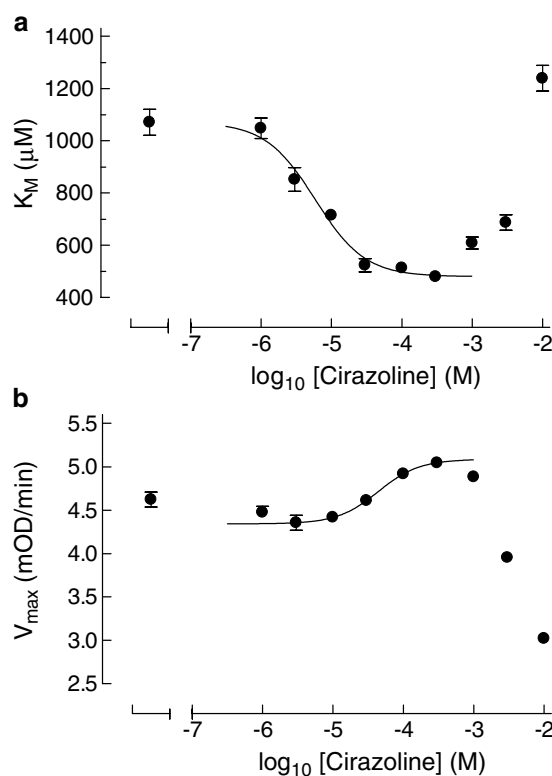 a
1400
1200
1000
800
600
400
K_M (μM)
-7 -6 -5 -4 -3 -2
log₁₀ [Cirazoline] (M)
b
5.5
5.0
4.5
4.0
3.5
3.0
2.5
V_max (mOD/min)
-7 -6 -5 -4 -3 -2
log₁₀ [Cirazoline] (M)